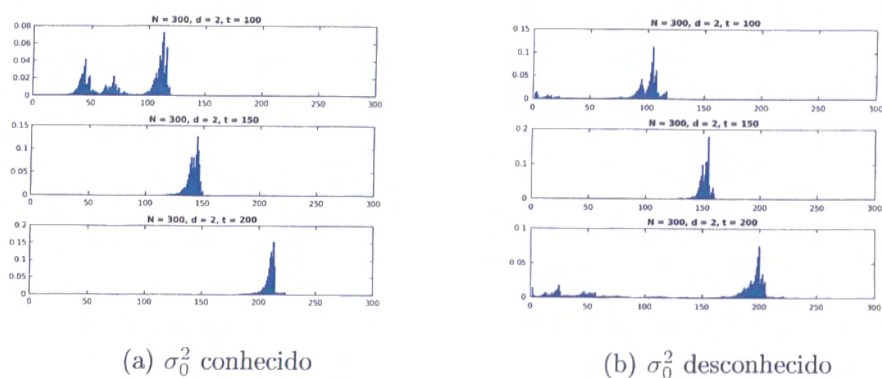 N = 300, d = 2, t = 100
0.08
0.06
0.04
0.02
0
0 50 100 150 200 250 300
N = 300, d = 2, t = 150
0.15
0.1
0.05
0
0 50 100 150 200 250 300
N = 300, d = 2, t = 200
0.2
0.15
0.1
0.05
0
0 50 100 150 200 250 300
(a) σ₀² conhecido
N = 300, d = 2, t = 100
0.15
0.1
0.05
0
0 50 100 150 200 250 300
N = 300, d = 2, t = 150
0.2
0.1
0
0 50 100 150 200 250 300
N = 300, d = 2, t = 200
0.1
0.05
0
0 50 100 150 200 250 300
(b) σ₀² desconhecido